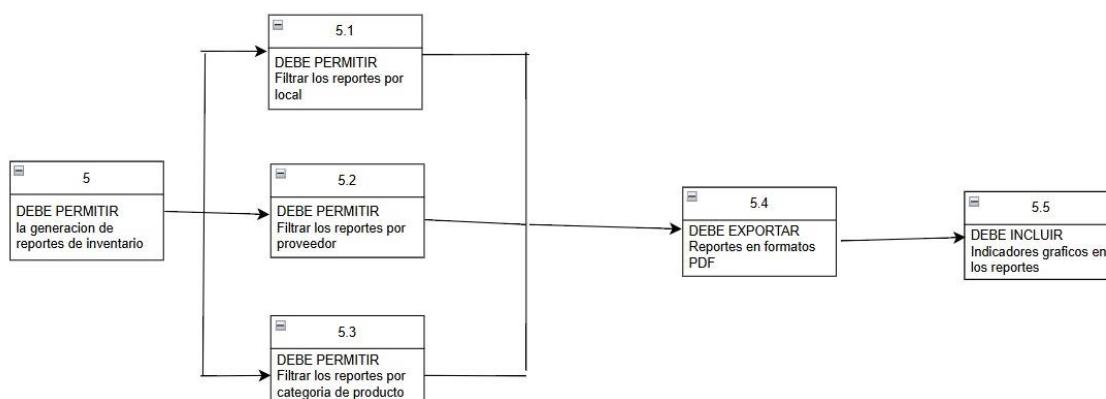 5.1
DEBE PERMITIR
Filtrar los reportes por
local
5
DEBE PERMITIR
la generacion de
reportes de inventario
5.2
DEBE PERMITIR
Filtrar los reportes por
proveedor
5.3
DEBE PERMITIR
Filtrar los reportes por
categoria de producto
5.4
DEBE EXPORTAR
Reportes en formatos
PDF
5.5
DEBE INCLUIR
Indicadores graficos en
los reportes